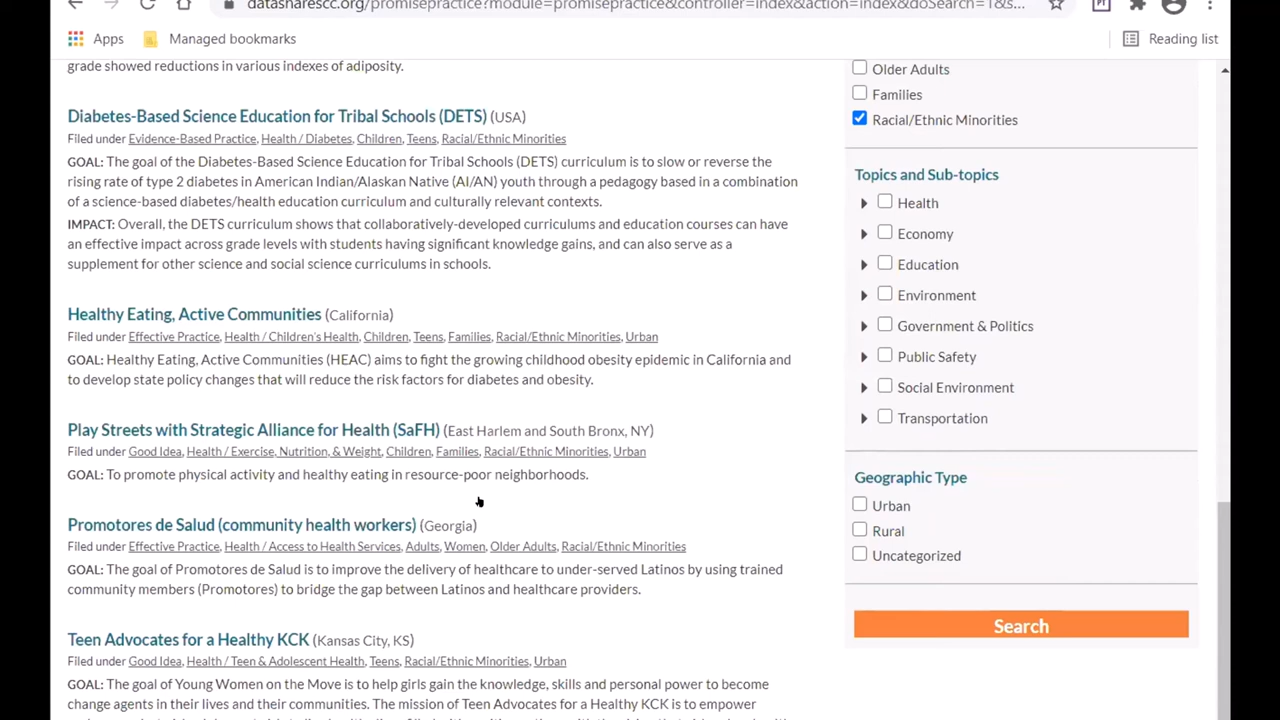 datasharescc.org/promisepractice?module=promisepractice&controller=index&action=index&doSearch=1&s...
Apps
Managed bookmarks
Reading list
grade showed reductions in various indexes of adiposity.
Diabetes-Based Science Education for Tribal Schools (DETS) (USA)
Filed under Evidence-Based Practice, Health / Diabetes, Children, Teens, Racial/Ethnic Minorities
GOAL: The goal of the Diabetes-Based Science Education for Tribal Schools (DETS) curriculum is to slow or reverse the
rising rate of type 2 diabetes in American Indian/Alaskan Native (AI/AN) youth through a pedagogy based in a combination
of a science-based diabetes/health education curriculum and culturally relevant contexts.
IMPACT: Overall, the DETS curriculum shows that collaboratively-developed curriculums and education courses can have
an effective impact across grade levels with students having significant knowledge gains, and can also serve as a
supplement for other science and social science curriculums in schools.
Healthy Eating, Active Communities (California)
Filed under Effective Practice, Health / Children's Health, Children, Teens, Families, Racial/Ethnic Minorities, Urban
GOAL: Healthy Eating, Active Communities (HEAC) aims to fight the growing childhood obesity epidemic in California and
to develop state policy changes that will reduce the risk factors for diabetes and obesity.
Play Streets with Strategic Alliance for Health (SaFH) (East Harlem and South Bronx, NY)
Filed under Good Idea, Health / Exercise, Nutrition, & Weight, Children, Families, Racial/Ethnic Minorities, Urban
GOAL: To promote physical activity and healthy eating in resource-poor neighborhoods.
Promotores de Salud (community health workers) (Georgia)
Filed under Effective Practice, Health / Access to Health Services, Adults, Women, Older Adults, Racial/Ethnic Minorities
GOAL: The goal of Promotores de Salud is to improve the delivery of healthcare to under-served Latinos by using trained
community members (Promotores) to bridge the gap between Latinos and healthcare providers.
Teen Advocates for a Healthy KCK (Kansas City, KS)
Filed under Good Idea, Health / Teen & Adolescent Health, Teens, Racial/Ethnic Minorities, Urban
GOAL: The goal of Young Women on the Move is to help girls gain the knowledge, skills and personal power to become
change agents in their lives and their communities. The mission of Teen Advocates for a Healthy KCK is to empower
Older Adults
Families
Racial/Ethnic Minorities
Topics and Sub-topics
Health
Economy
Education
Environment
Government & Politics
Public Safety
Social Environment
Transportation
Geographic Type
Urban
Rural
Uncategorized
Search